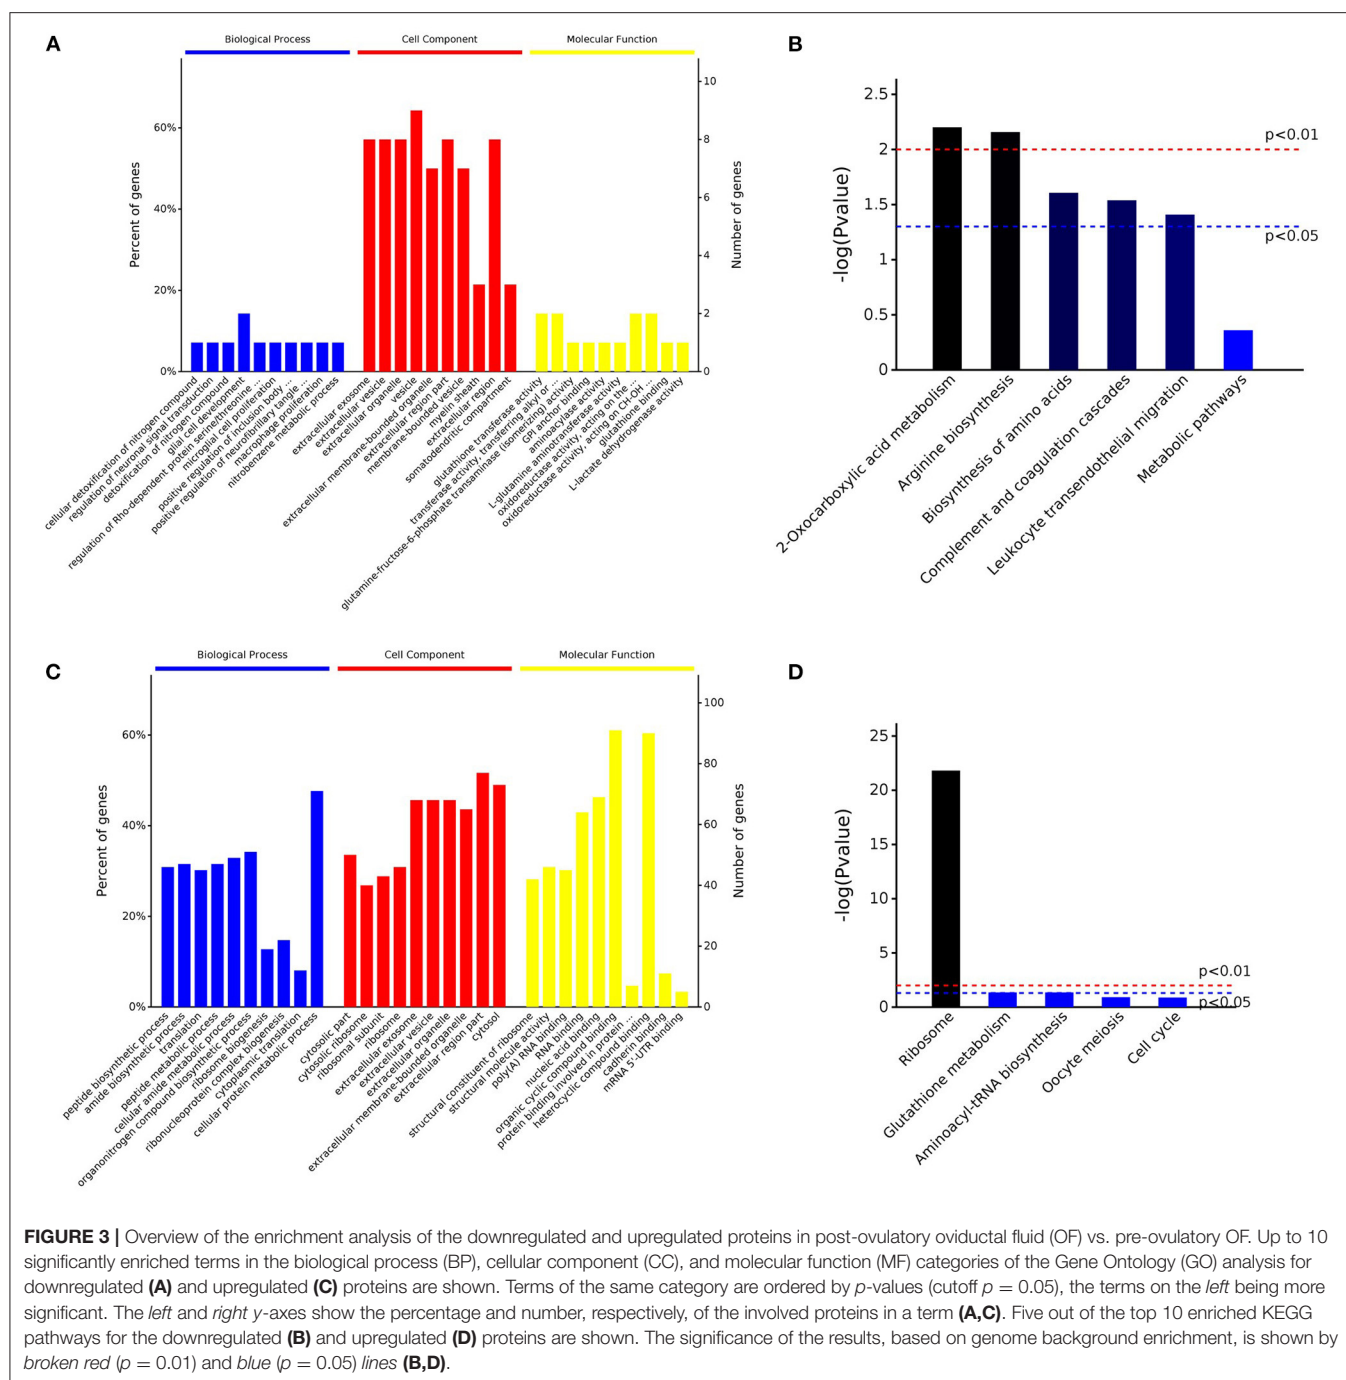 A
Biological Process
Cell Component
Molecular Function
Percent of genes
60%
40%
20%
0%
Number of genes
10
8
6
4
2
0
cellular detoxification of nitrogen compound
regulation of neuronal signal transduction
detoxification of nitrogen compound
glial cell development
regulation of Rho-dependent protein serine/threonine ...
microglial cell proliferation
positive regulation of inclusion body ...
positive regulation of neurofibrillary tangle ...
macrophage proliferation
nitrobenzene metabolic process
extracellular exosome
extracellular vesicle
extracellular organelle
vesicle
extracellular membrane-bounded organelle
extracellular region part
membrane-bounded vesicle
myelin sheath
extracellular region
somatodendritic compartment
glutathione transferase activity
transferase activity, transferring alkyl or ...
glutamine-fructose-6-phosphate transaminase (isomerizing) activity
GPI anchor binding
aminoacylase activity
L-glutamine aminotransferase activity
oxidoreductase activity, acting on the ...
oxidoreductase activity, acting on CH-OH ...
glutathione binding
L-lactate dehydrogenase activity
B
-log(Pvalue)
2.5
2
1.5
1
0.5
0
p<0.01
p<0.05
2-Oxocarboxylic acid metabolism
Arginine biosynthesis
Biosynthesis of amino acids
Complement and coagulation cascades
Leukocyte transendothelial migration
Metabolic pathways
C
Biological Process
Cell Component
Molecular Function
Percent of genes
60%
40%
20%
0%
Number of genes
100
80
60
40
20
0
peptide biosynthetic process
amide biosynthetic process
translation
peptide metabolic process
cellular amide metabolic process
organonitrogen compound biosynthetic process
ribosome biogenesis
ribonucleoprotein complex biogenesis
cytoplasmic translation
cellular protein metabolic process
cytosolic part
cytosolic ribosome
ribosomal subunit
ribosome
extracellular exosome
extracellular vesicle
extracellular organelle
extracellular membrane-bounded organelle
extracellular region part
cytosol
structural constituent of ribosome
structural molecule activity
poly(A) RNA binding
RNA binding
nucleic acid binding
organic cyclic compound binding
protein binding involved in protein ...
heterocyclic compound binding
cadherin binding
mRNA 5'-UTR binding
D
-log(Pvalue)
25
20
15
10
5
0
p<0.01
p<0.05
Ribosome
Glutathione metabolism
Aminoacyl-tRNA biosynthesis
Oocyte meiosis
Cell cycle
FIGURE 3 | Overview of the enrichment analysis of the downregulated and upregulated proteins in post-ovulatory oviductal fluid (OF) vs. pre-ovulatory OF. Up to 10
significantly enriched terms in the biological process (BP), cellular component (CC), and molecular function (MF) categories of the Gene Ontology (GO) analysis for
downregulated (A) and upregulated (C) proteins are shown. Terms of the same category are ordered by p-values (cutoff p = 0.05), the terms on the left being more
significant. The left and right y-axes show the percentage and number, respectively, of the involved proteins in a term (A,C). Five out of the top 10 enriched KEGG
pathways for the downregulated (B) and upregulated (D) proteins are shown. The significance of the results, based on genome background enrichment, is shown by
broken red (p = 0.01) and blue (p = 0.05) lines (B,D).